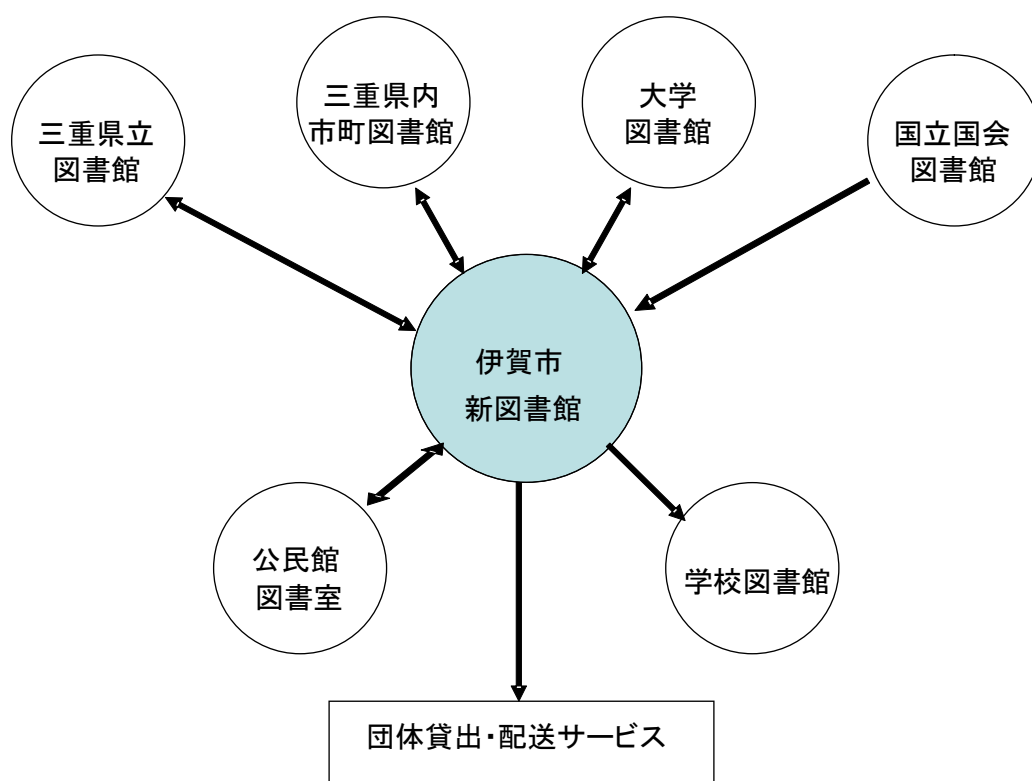 三重県立
図書館
三重県内
市町図書館
大学
図書館
国立国会
図書館
伊賀市
新図書館
公民館
図書室
学校図書館
団体貸出・配送サービス